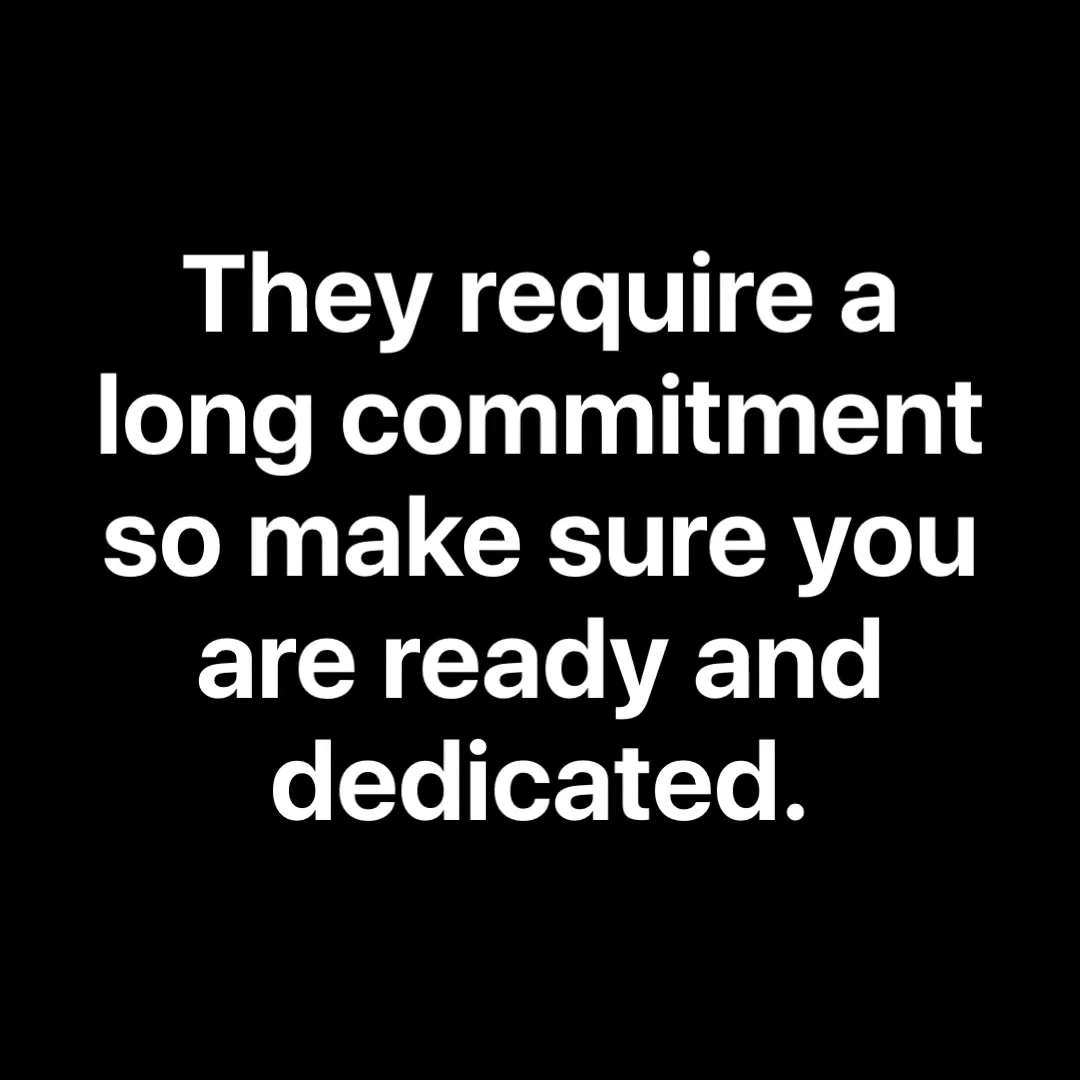 They require a
long commitment
so make sure you
are ready and
dedicated.